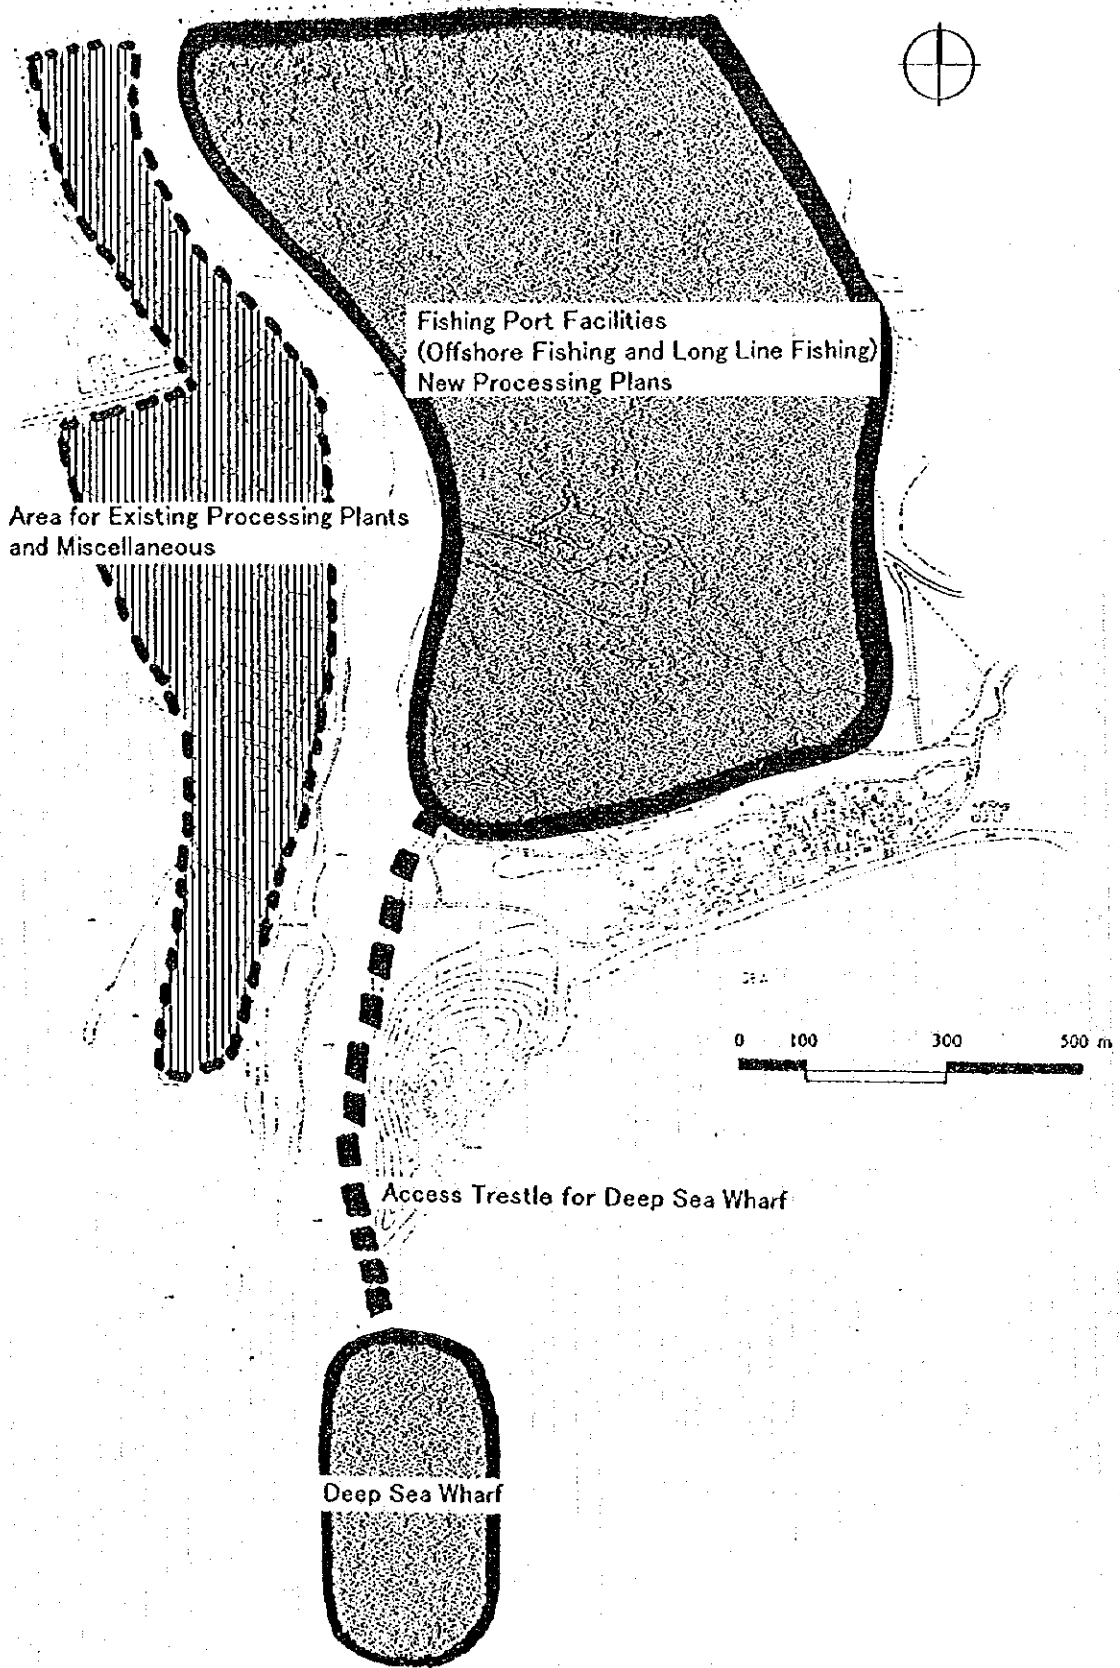 Fishing Port Facilities
(Offshore Fishing and Long Line Fishing)
New Processing Plans
Area for Existing Processing Plants
and Miscellaneous
0 100 300 500 m
Access Trestle for Deep Sea Wharf
Deep Sea Wharf